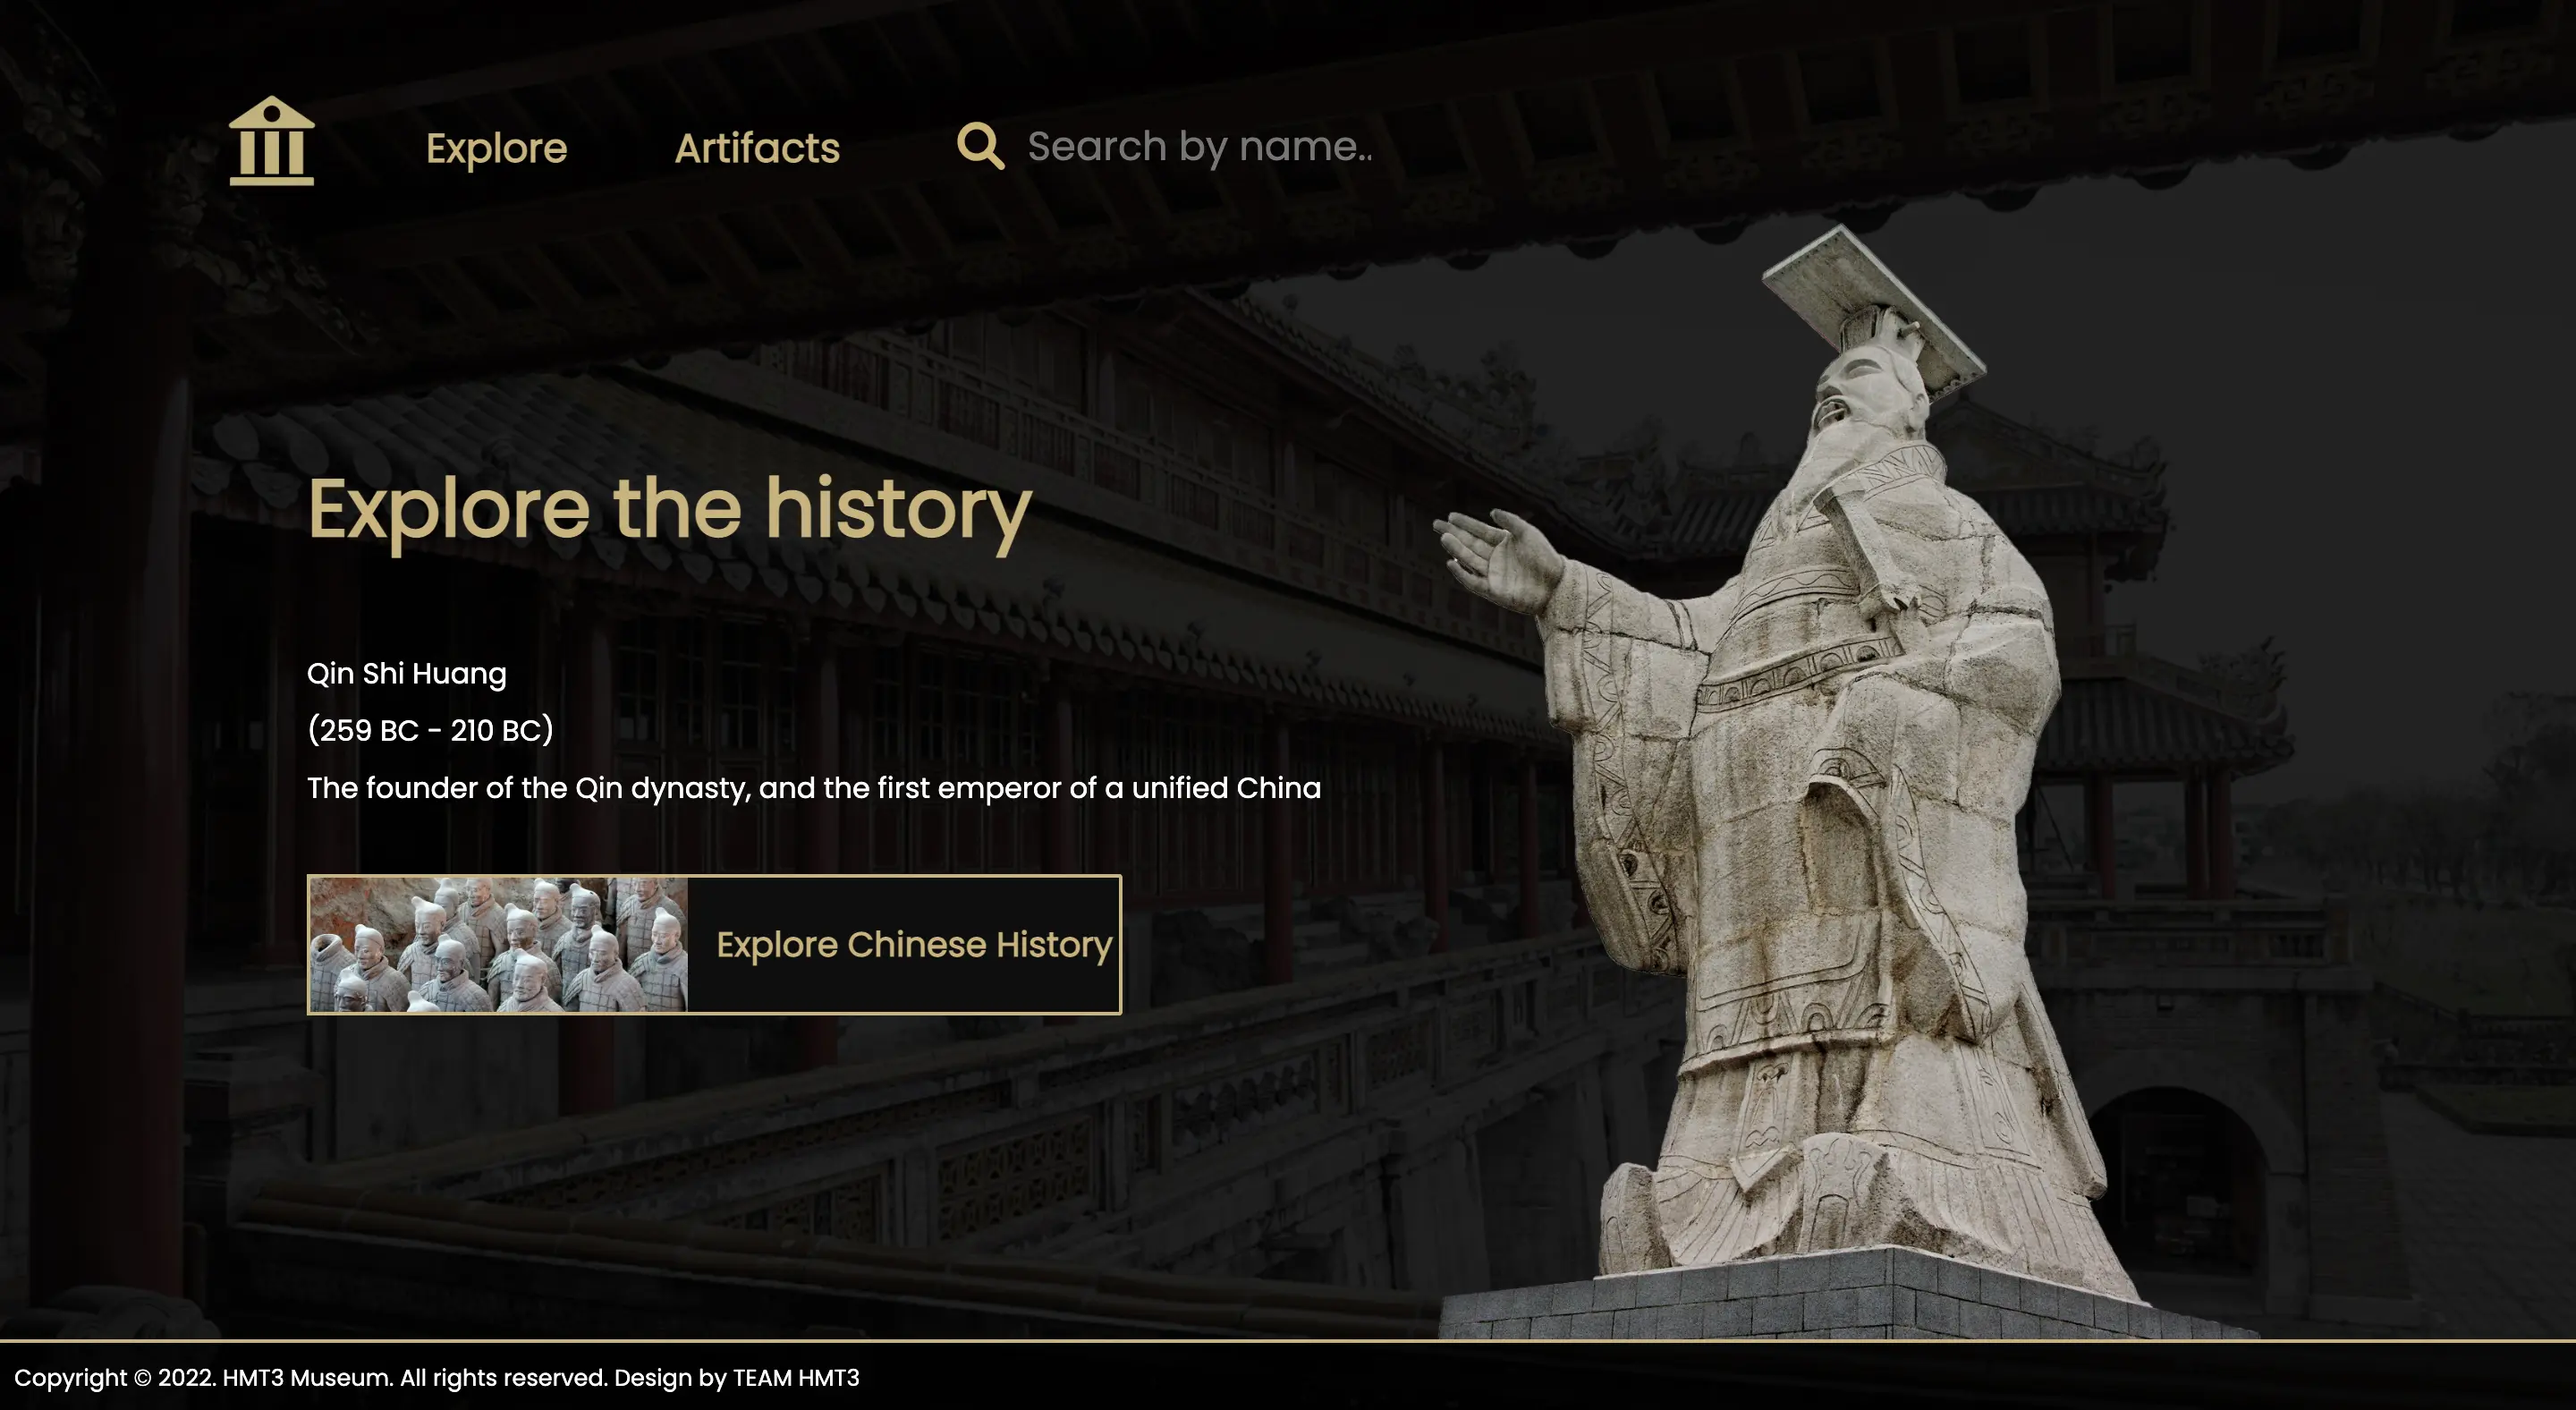 Explore
Artifacts
Search by name..
Explore the history
Qin Shi Huang
(259 BC - 210 BC)
The founder of the Qin dynasty, and the first emperor of a unified China
Explore Chinese History
Copyright © 2022. HMT3 Museum. All rights reserved. Design by TEAM HMT3